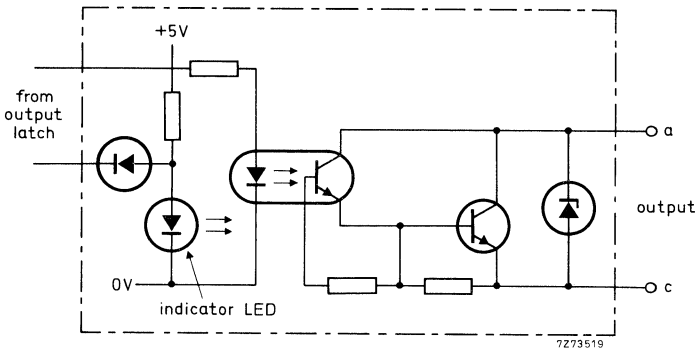 +5V
from
output
latch
a
output
0V
c
indicator LED
7Z73519